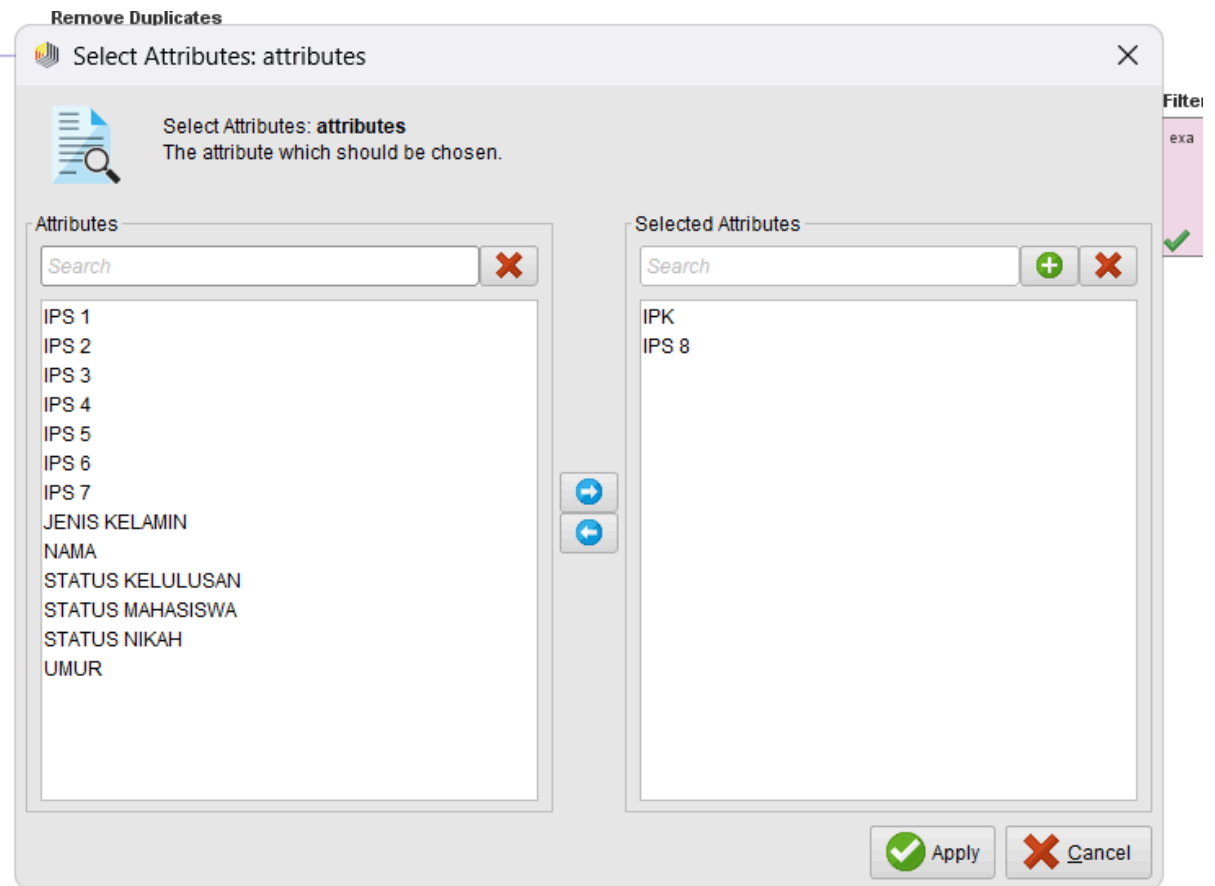 Remove Duplicates
Select Attributes: attributes
Filter
exa
Select Attributes: attributes
The attribute which should be chosen.
Attributes
Search
IPS 1
IPS 2
IPS 3
IPS 4
IPS 5
IPS 6
IPS 7
JENIS KELAMIN
NAMA
STATUS KELULUSAN
STATUS MAHASISWA
STATUS NIKAH
UMUR
Selected Attributes
Search
IPK
IPS 8
Apply
Cancel